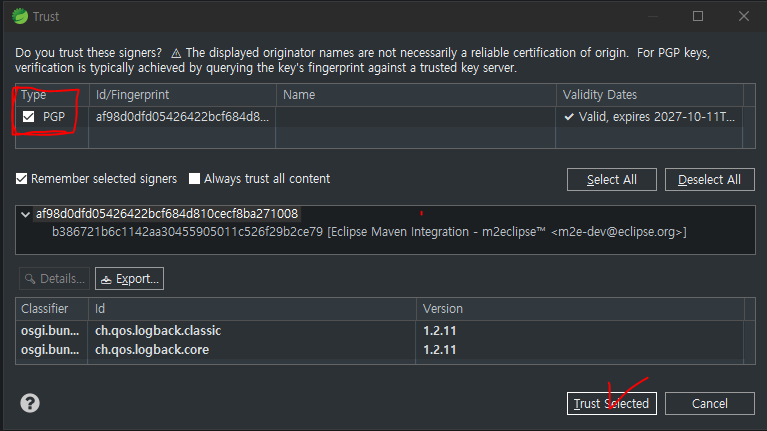 Trust
Do you trust these signers? ⚠ The displayed originator names are not necessarily a reliable certification of origin. For PGP keys,
verification is typically achieved by querying the key's fingerprint against a trusted key server.
Type Id/Fingerprint Name Validity Dates
PGP af98d0dfd05426422bcf684d8... ✔ Valid, expires 2027-10-11T...
Remember selected signers Always trust all content Select All Deselect All
af98d0dfd05426422bcf684d810cecf8ba271008
b386721b6c1142aa30455905011c526f29b2ce79 [Eclipse Maven Integration - m2eclipse™ <m2e-dev@eclipse.org>]
Details... Export...
Classifier Id Version
osgi.bun... ch.qos.logback.classic 1.2.11
osgi.bun... ch.qos.logback.core 1.2.11
? Trust Selected Cancel